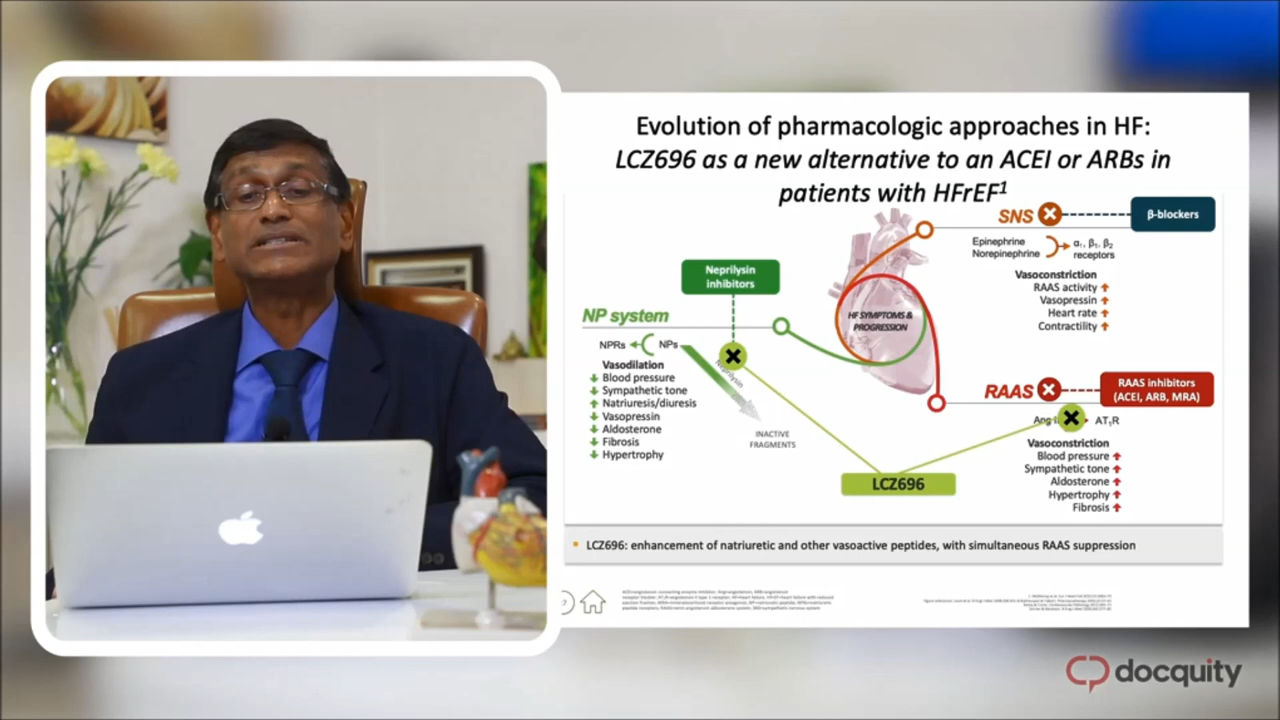 Evolution of pharmacologic approaches in HF:
LCZ696 as a new alternative to an ACEI or ARBs in
patients with HFrEF1
SNS
β-blockers
Epinephrine
Norepinephrine
α₁, β₁, β₂
receptors
Vasoconstriction
RAAS activity
Vasopressin
Heart rate
Contractility
Neprilysin
inhibitors
NP system
NPRs
NPs
Neprilysin
Vasodilation
Blood pressure
Sympathetic tone
Natriuresis/diuresis
Vasopressin
Aldosterone
Fibrosis
Hypertrophy
INACTIVE
FRAGMENTS
HF SYMPTOMS &
PROGRESSION
RAAS
RAAS inhibitors
(ACEI, ARB, MRA)
AT₁R
Vasoconstriction
Blood pressure
Sympathetic tone
Aldosterone
Hypertrophy
Fibrosis
LCZ696
LCZ696: enhancement of natriuretic and other vasoactive peptides, with simultaneous RAAS suppression
docquity